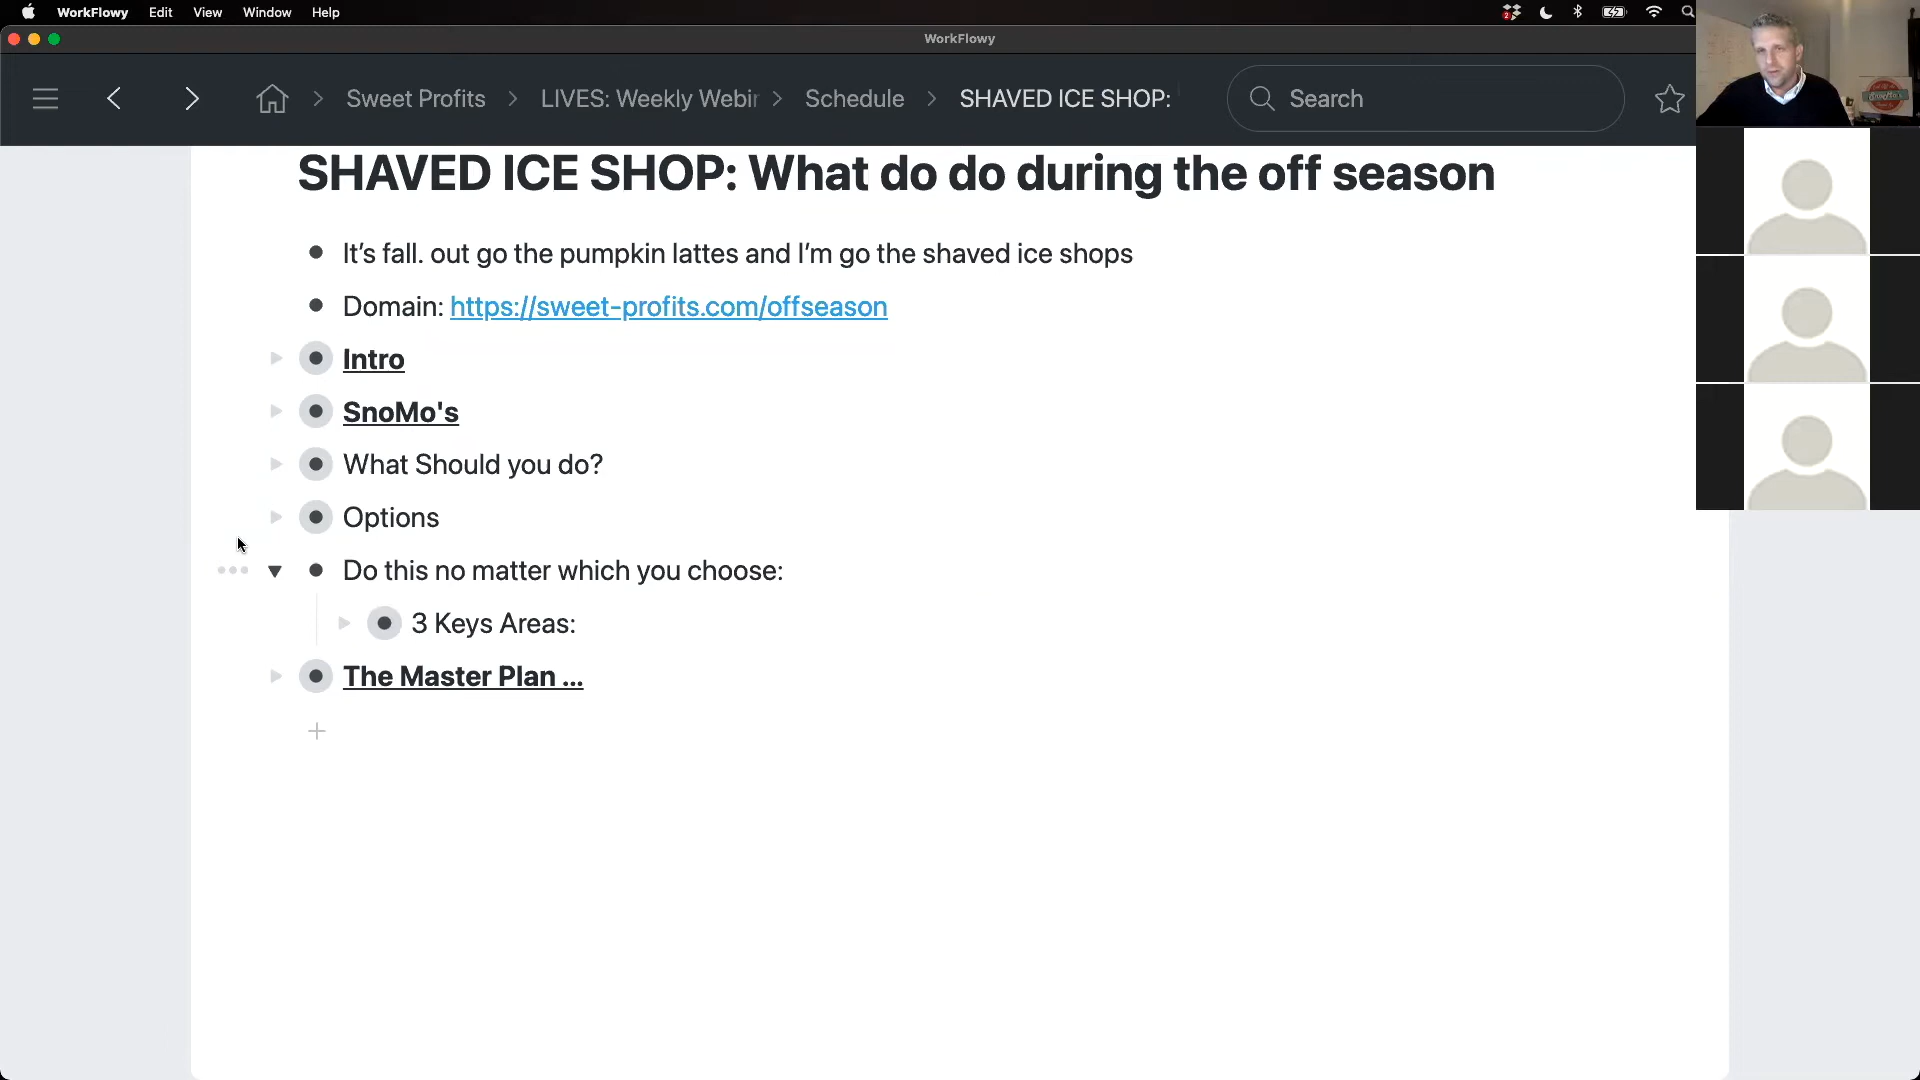 WorkFlowy Edit View Window Help
WorkFlowy
Sweet Profits LIVES: Weekly Webir Schedule SHAVED ICE SHOP: Search
SHAVED ICE SHOP: What do do during the off season
It's fall. out go the pumpkin lattes and I'm go the shaved ice shops
Domain: https://sweet-profits.com/offseason
Intro
SnoMo's
What Should you do?
Options
Do this no matter which you choose:
3 Keys Areas:
The Master Plan ...